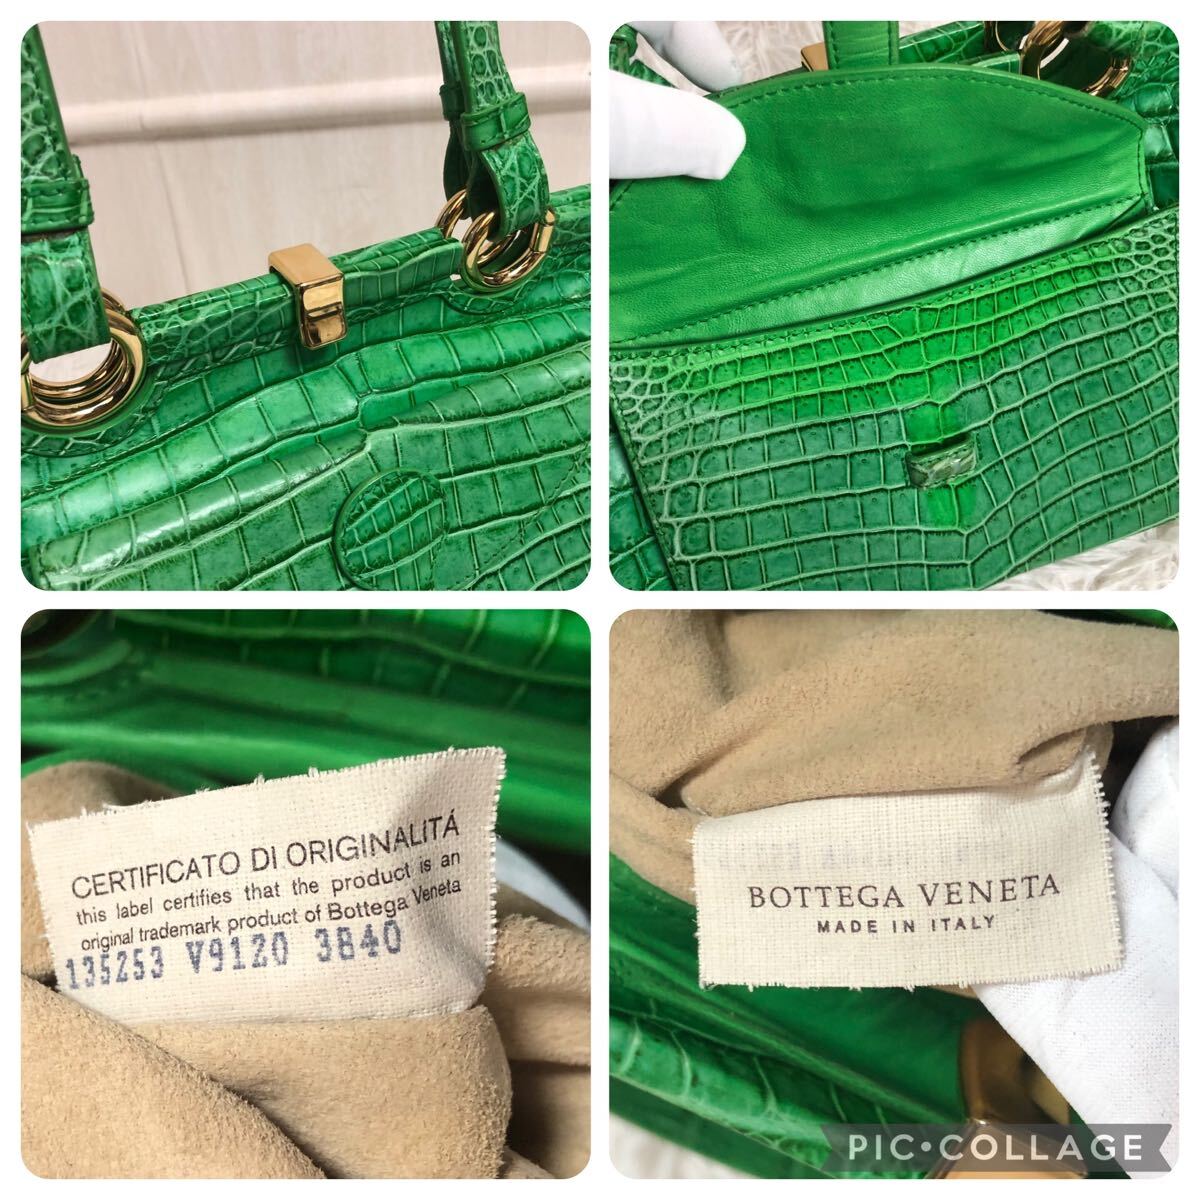 CERTIFICATO DI ORIGINALITÁ
this label certifies that the product is an
original trademark product of Bottega Veneta
135253 V9120 3840
BOTTEGA VENETA
MADE IN ITALY
PIC•COLLAGE